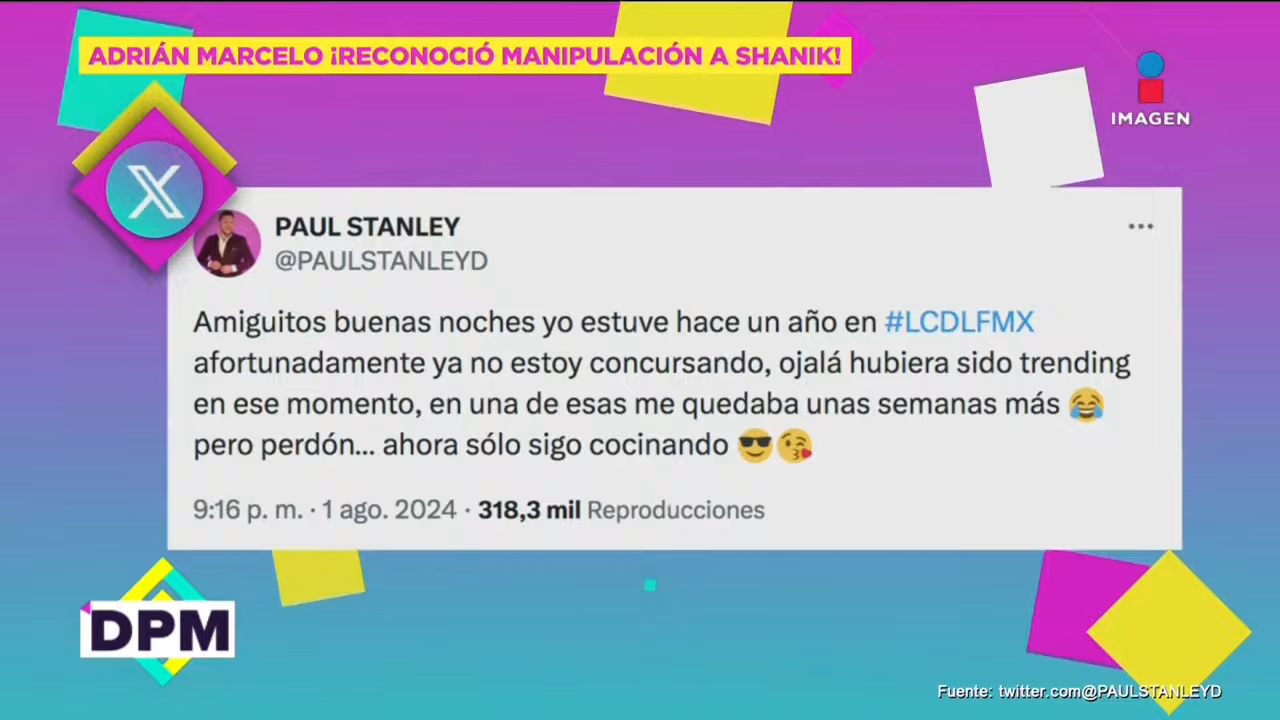 ADRIÁN MARCELO ¡RECONOCIÓ MANIPULACIÓN A SHANIK!
IMAGEN
X
PAUL STANLEY
@PAULSTANLEYD
Amiguitos buenas noches yo estuve hace un año en #LCDLFMX
afortunadamente ya no estoy concursando, ojalá hubiera sido trending
en ese momento, en una de esas me quedaba unas semanas más 😂
pero perdón... ahora sólo sigo cocinando 😎😘
9:16 p. m. · 1 ago. 2024 · 318,3 mil Reproducciones
DPM
Fuente: twitter.com@PAULSTANLEYD